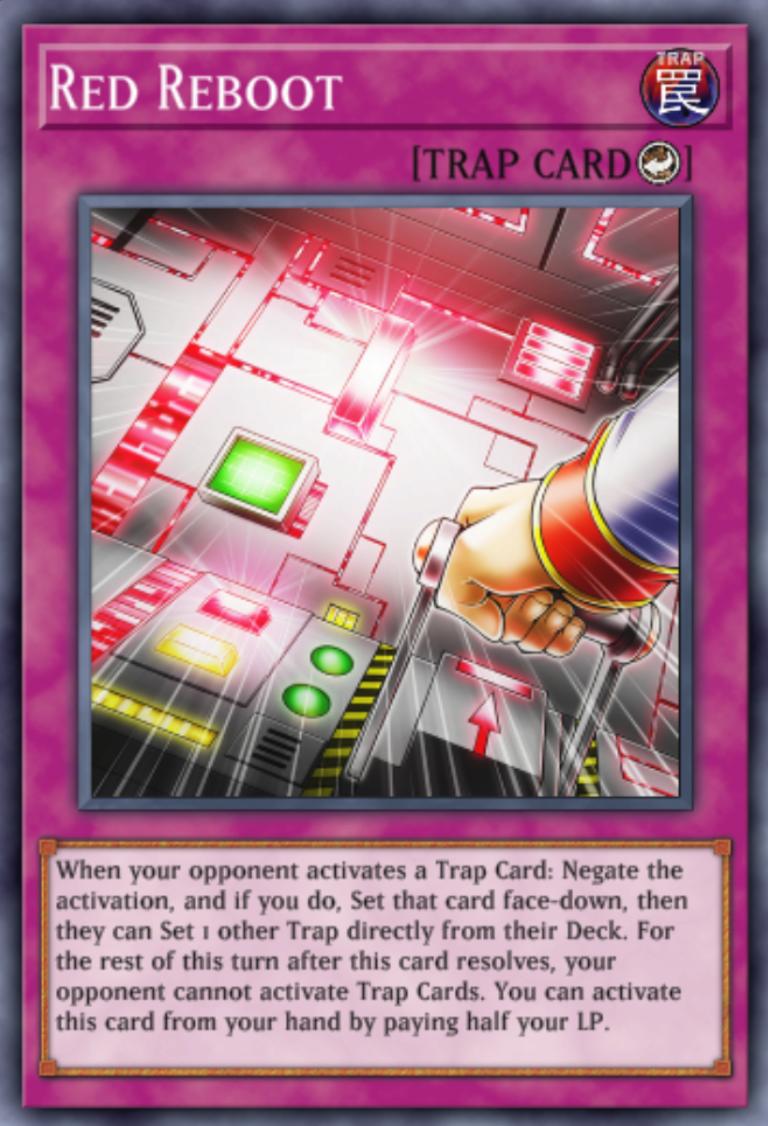 Red Reboot
TRAP
罠
[TRAP CARD]
When your opponent activates a Trap Card: Negate the
activation, and if you do, Set that card face-down, then
they can Set 1 other Trap directly from their Deck. For
the rest of this turn after this card resolves, your
opponent cannot activate Trap Cards. You can activate
this card from your hand by paying half your LP.